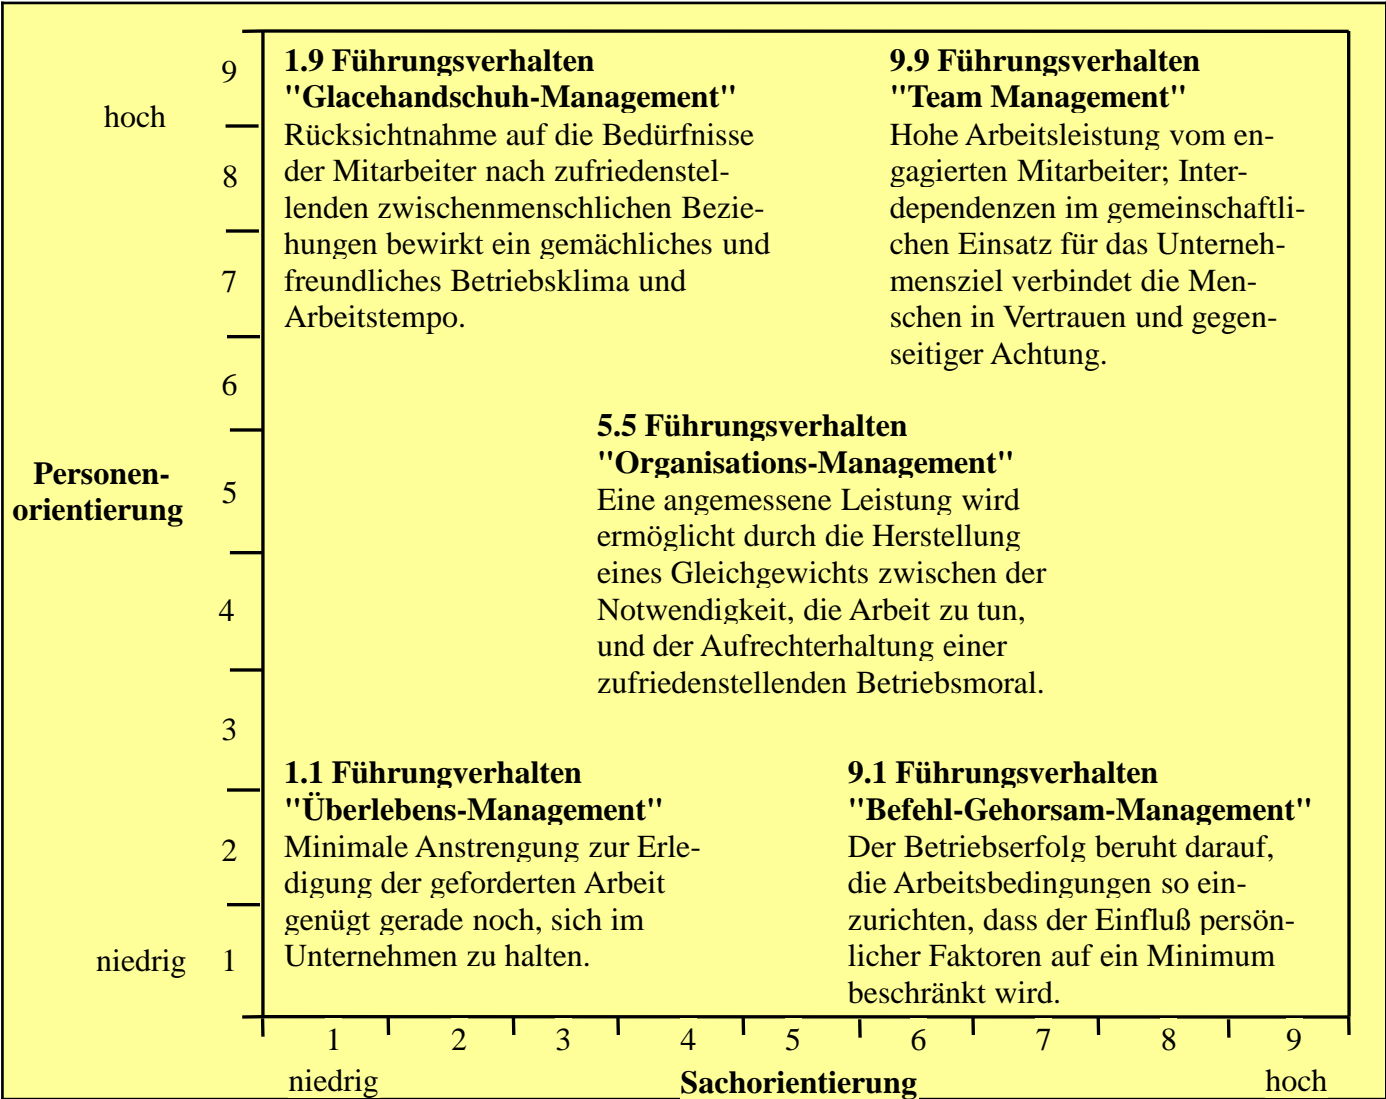 1.9 Führungsverhalten
"Glacehandschuh-Management"
Rücksichtnahme auf die Bedürfnisse
der Mitarbeiter nach zufriedenstel-
lenden zwischenmenschlichen Bezie-
hungen bewirkt ein gemächliches und
freundliches Betriebsklima und
Arbeitstempo.
9.9 Führungsverhalten
"Team Management"
Hohe Arbeitsleistung vom en-
gagierten Mitarbeiter; Inter-
dependenzen im gemeinschaftli-
chen Einsatz für das Unterneh-
mensziel verbindet die Men-
schen in Vertrauen und gegen-
seitiger Achtung.
5.5 Führungsverhalten
"Organisations-Management"
Eine angemessene Leistung wird
ermöglicht durch die Herstellung
eines Gleichgewichts zwischen der
Notwendigkeit, die Arbeit zu tun,
und der Aufrechterhaltung einer
zufriedenstellenden Betriebsmoral.
1.1 Führungverhalten
"Überlebens-Management"
Minimale Anstrengung zur Erle-
digung der geforderten Arbeit
genügt gerade noch, sich im
Unternehmen zu halten.
9.1 Führungsverhalten
"Befehl-Gehorsam-Management"
Der Betriebserfolg beruht darauf,
die Arbeitsbedingungen so ein-
zurichten, dass der Einfluß persön-
licher Faktoren auf ein Minimum
beschränkt wird.
9
hoch
8
7
6
Personen-
orientierung
5
4
3
2
niedrig 1
1 2 3 4 5 6 7 8 9
niedrig Sachorientierung hoch